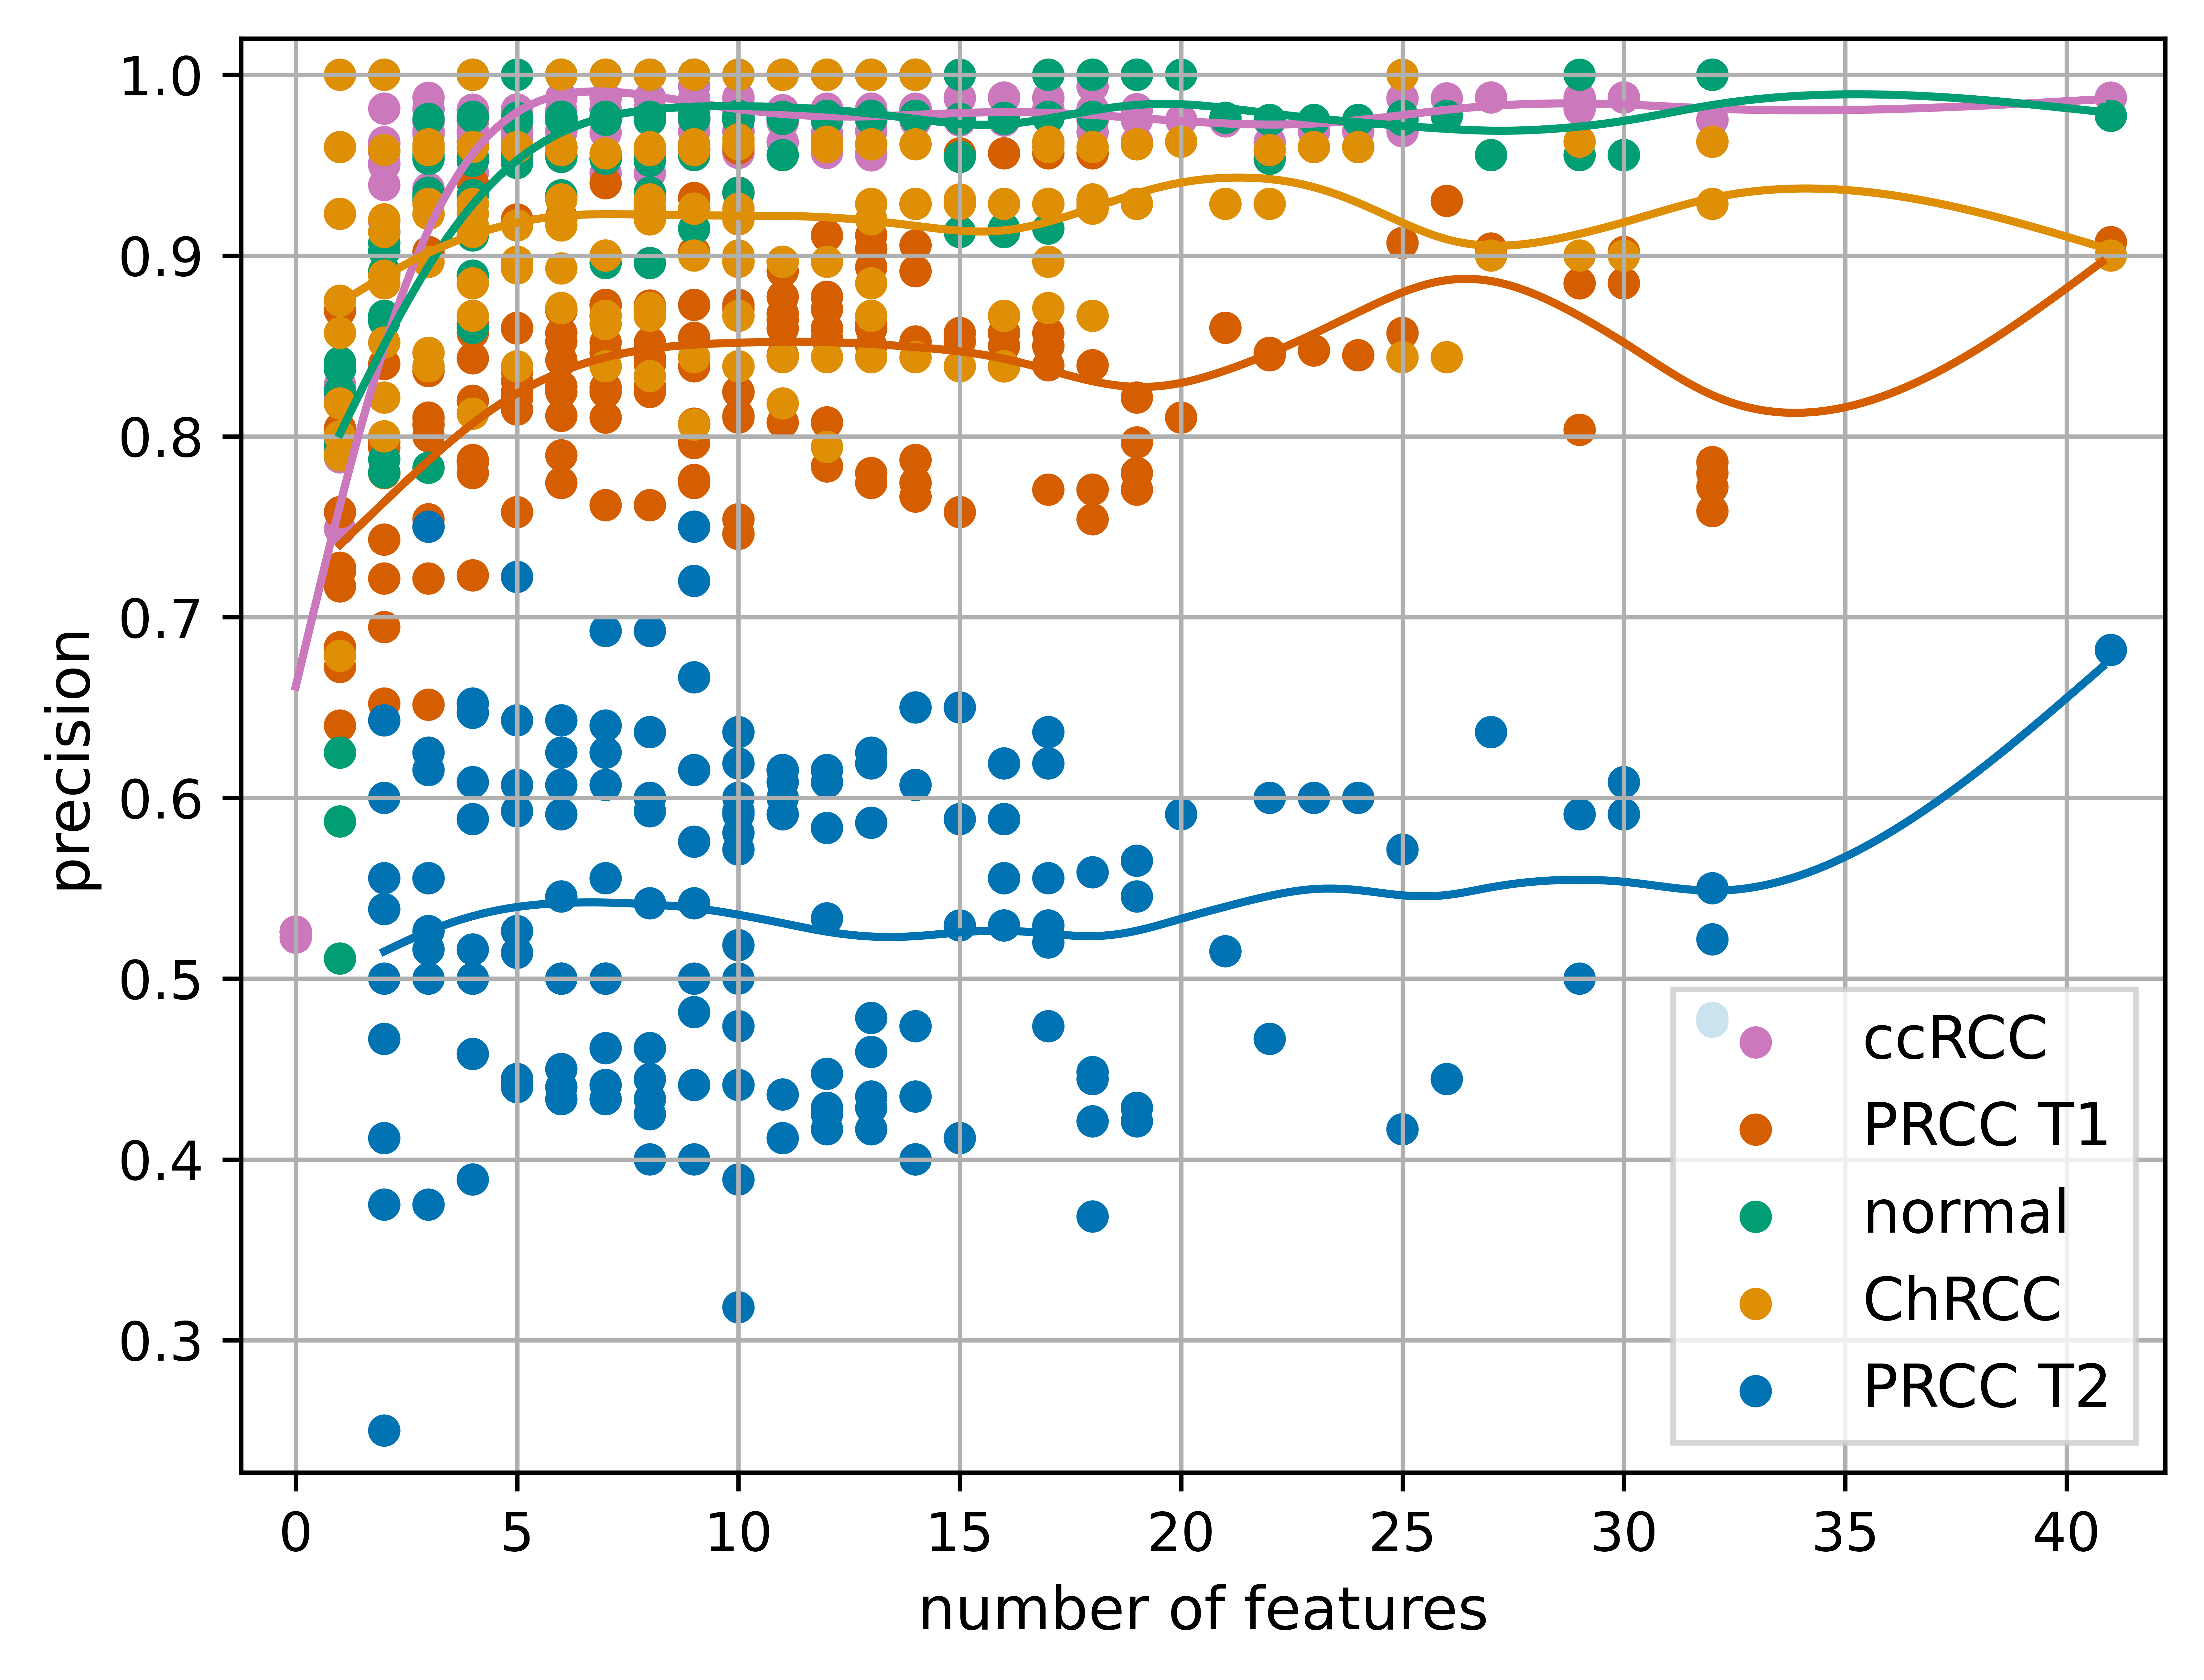 1.0
0.9
0.8
0.7
0.6
0.5
0.4
0.3
precision
ccRCC
PRCC T1
normal
ChRCC
PRCC T2
0 5 10 15 20 25 30 35 40
number of features